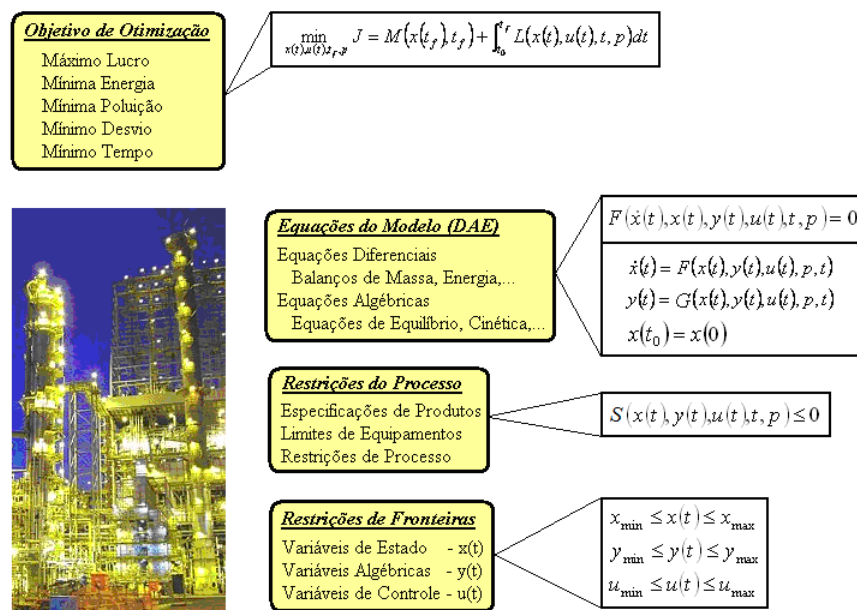 Objetivo de Otimização
Máximo Lucro
Mínima Energia
Mínima Poluição
Mínimo Desvio
Mínimo Tempo
min J = M(x(t_f), t_f) + ∫_{t_0}^{t_f} L(x(t), u(t), t, p)dt
x(t),u(t),t_f,p
Equações do Modelo (DAE)
Equações Diferenciais
Balanços de Massa, Energia,...
Equações Algébricas
Equações de Equilíbrio, Cinética,...
F(ẋ(t), x(t), y(t), u(t), t, p) = 0
ẋ(t) = F(x(t), y(t), u(t), p, t)
y(t) = G(x(t), y(t), u(t), p, t)
x(t_0) = x(0)
Restrições do Processo
Especificações de Produtos
Limites de Equipamentos
Restrições de Processo
S(x(t), y(t), u(t), t, p) ≤ 0
Restrições de Fronteiras
Variáveis de Estado - x(t)
Variáveis Algébricas - y(t)
Variáveis de Controle - u(t)
x_min ≤ x(t) ≤ x_max
y_min ≤ y(t) ≤ y_max
u_min ≤ u(t) ≤ u_max